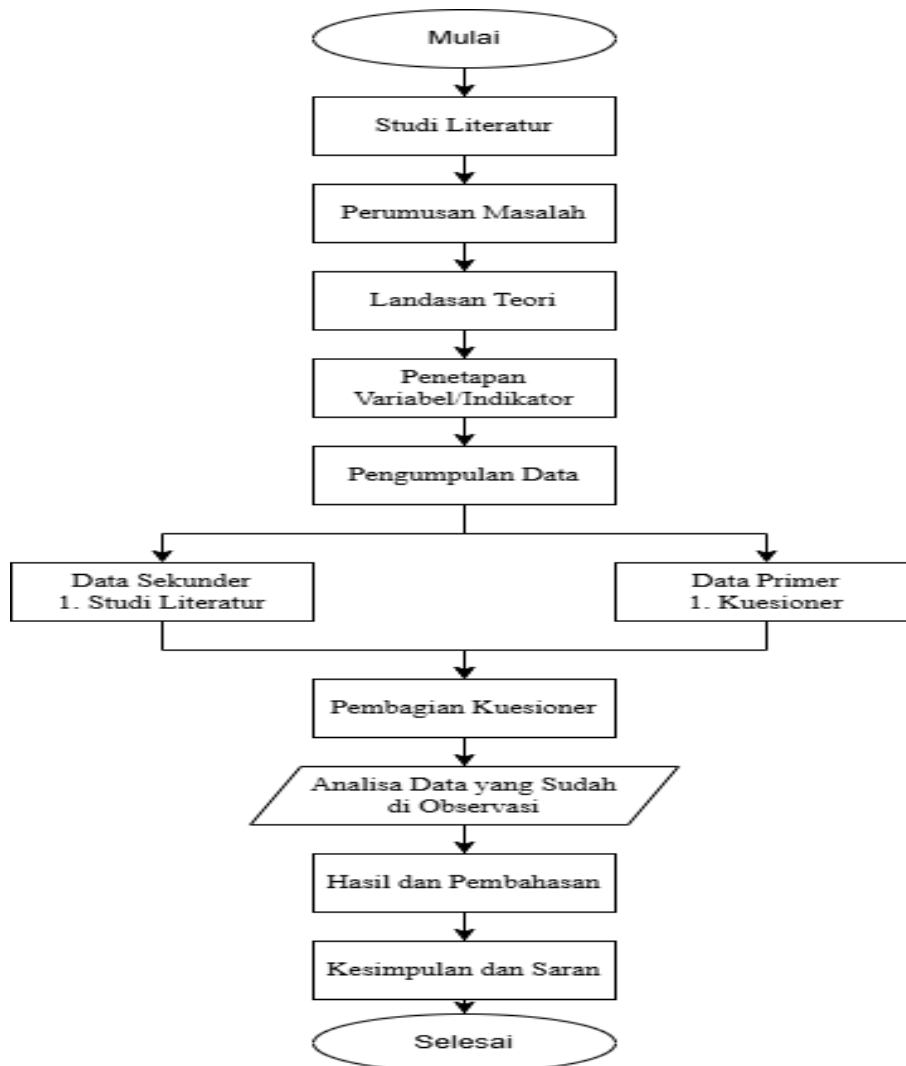 Mulai
Studi Literatur
Perumusan Masalah
Landasan Teori
Penetapan
Variabel/Indikator
Pengumpulan Data
Data Sekunder
1. Studi Literatur
Data Primer
1. Kuesioner
Pembagian Kuesioner
Analisa Data yang Sudah
di Observasi
Hasil dan Pembahasan
Kesimpulan dan Saran
Selesai